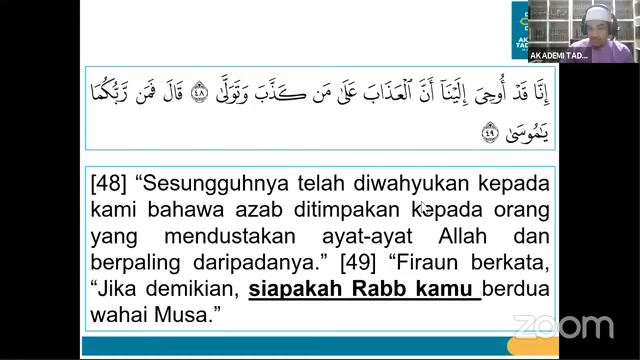 AKADEMI TAD...
إِنَّا قَدْ أُوحِىَ إِلَيْنَآ أَنَّ ٱلْعَذَابَ عَلَىٰ مَن كَذَّبَ وَتَوَلَّىٰ ٤٨ قَالَ فَمَن رَّبُّكُمَا
يَـٰمُوسَىٰ ٤٩
[48] “Sesungguhnya telah diwahyukan kepada
kami bahawa azab ditimpakan kepada orang
yang mendustakan ayat-ayat Allah dan
berpaling daripadanya.” [49] “Firaun berkata,
“Jika demikian, siapakah Rabb kamu berdua
wahai Musa.”
zoom